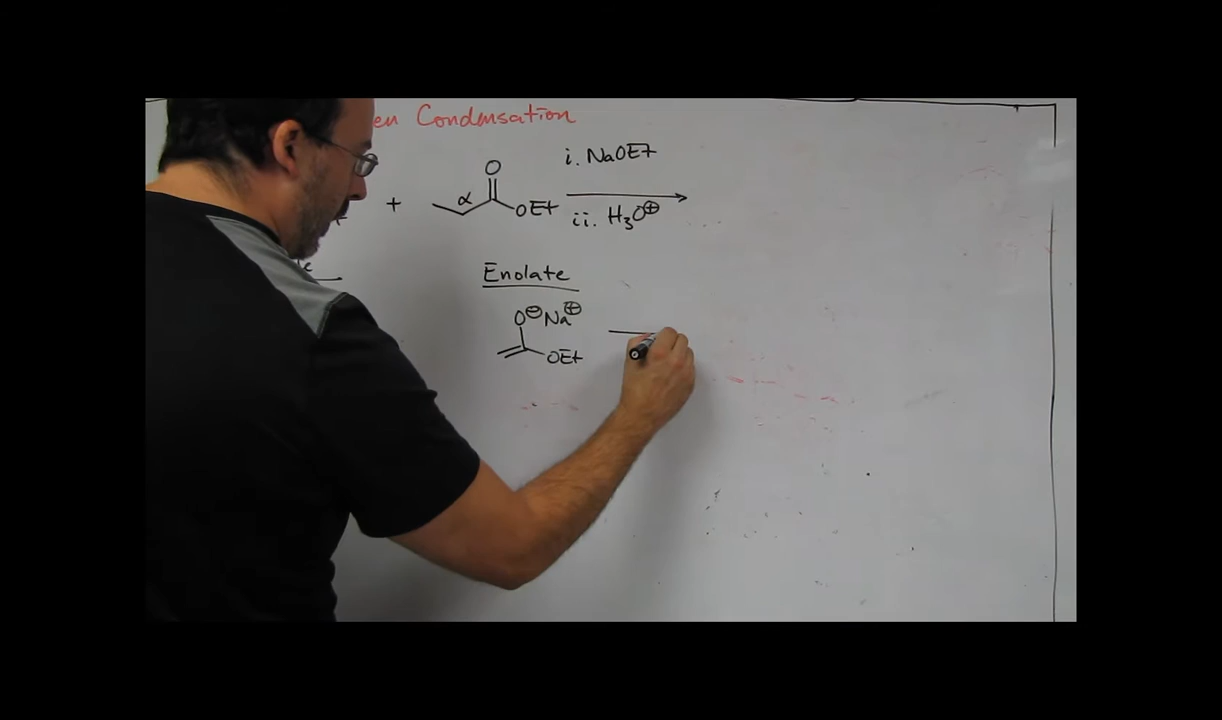 Condensation
i. NaOEt
O
+ α OEt
ii. H₃O⊕
Enolate
O⊖Na⊕
OEt